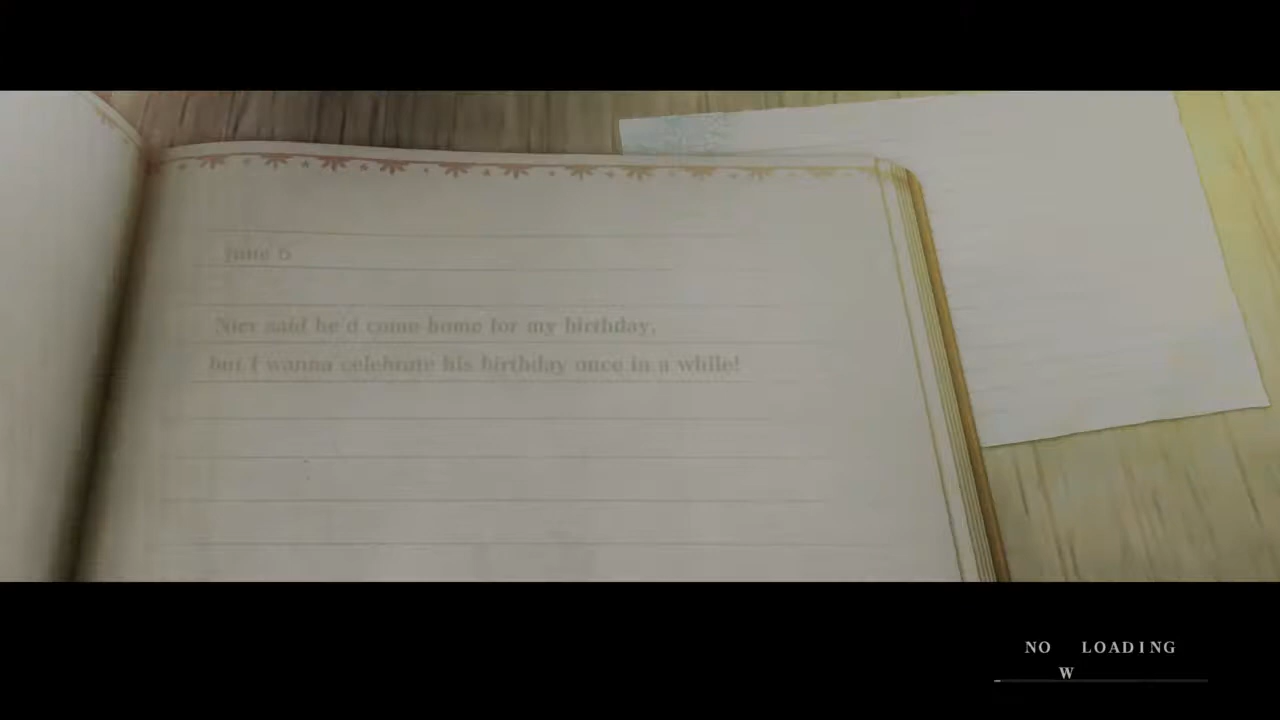 June 5
Nier said he'd come home for my birthday,
but I wanna celebrate his birthday once in a while!
NO LOADING
W